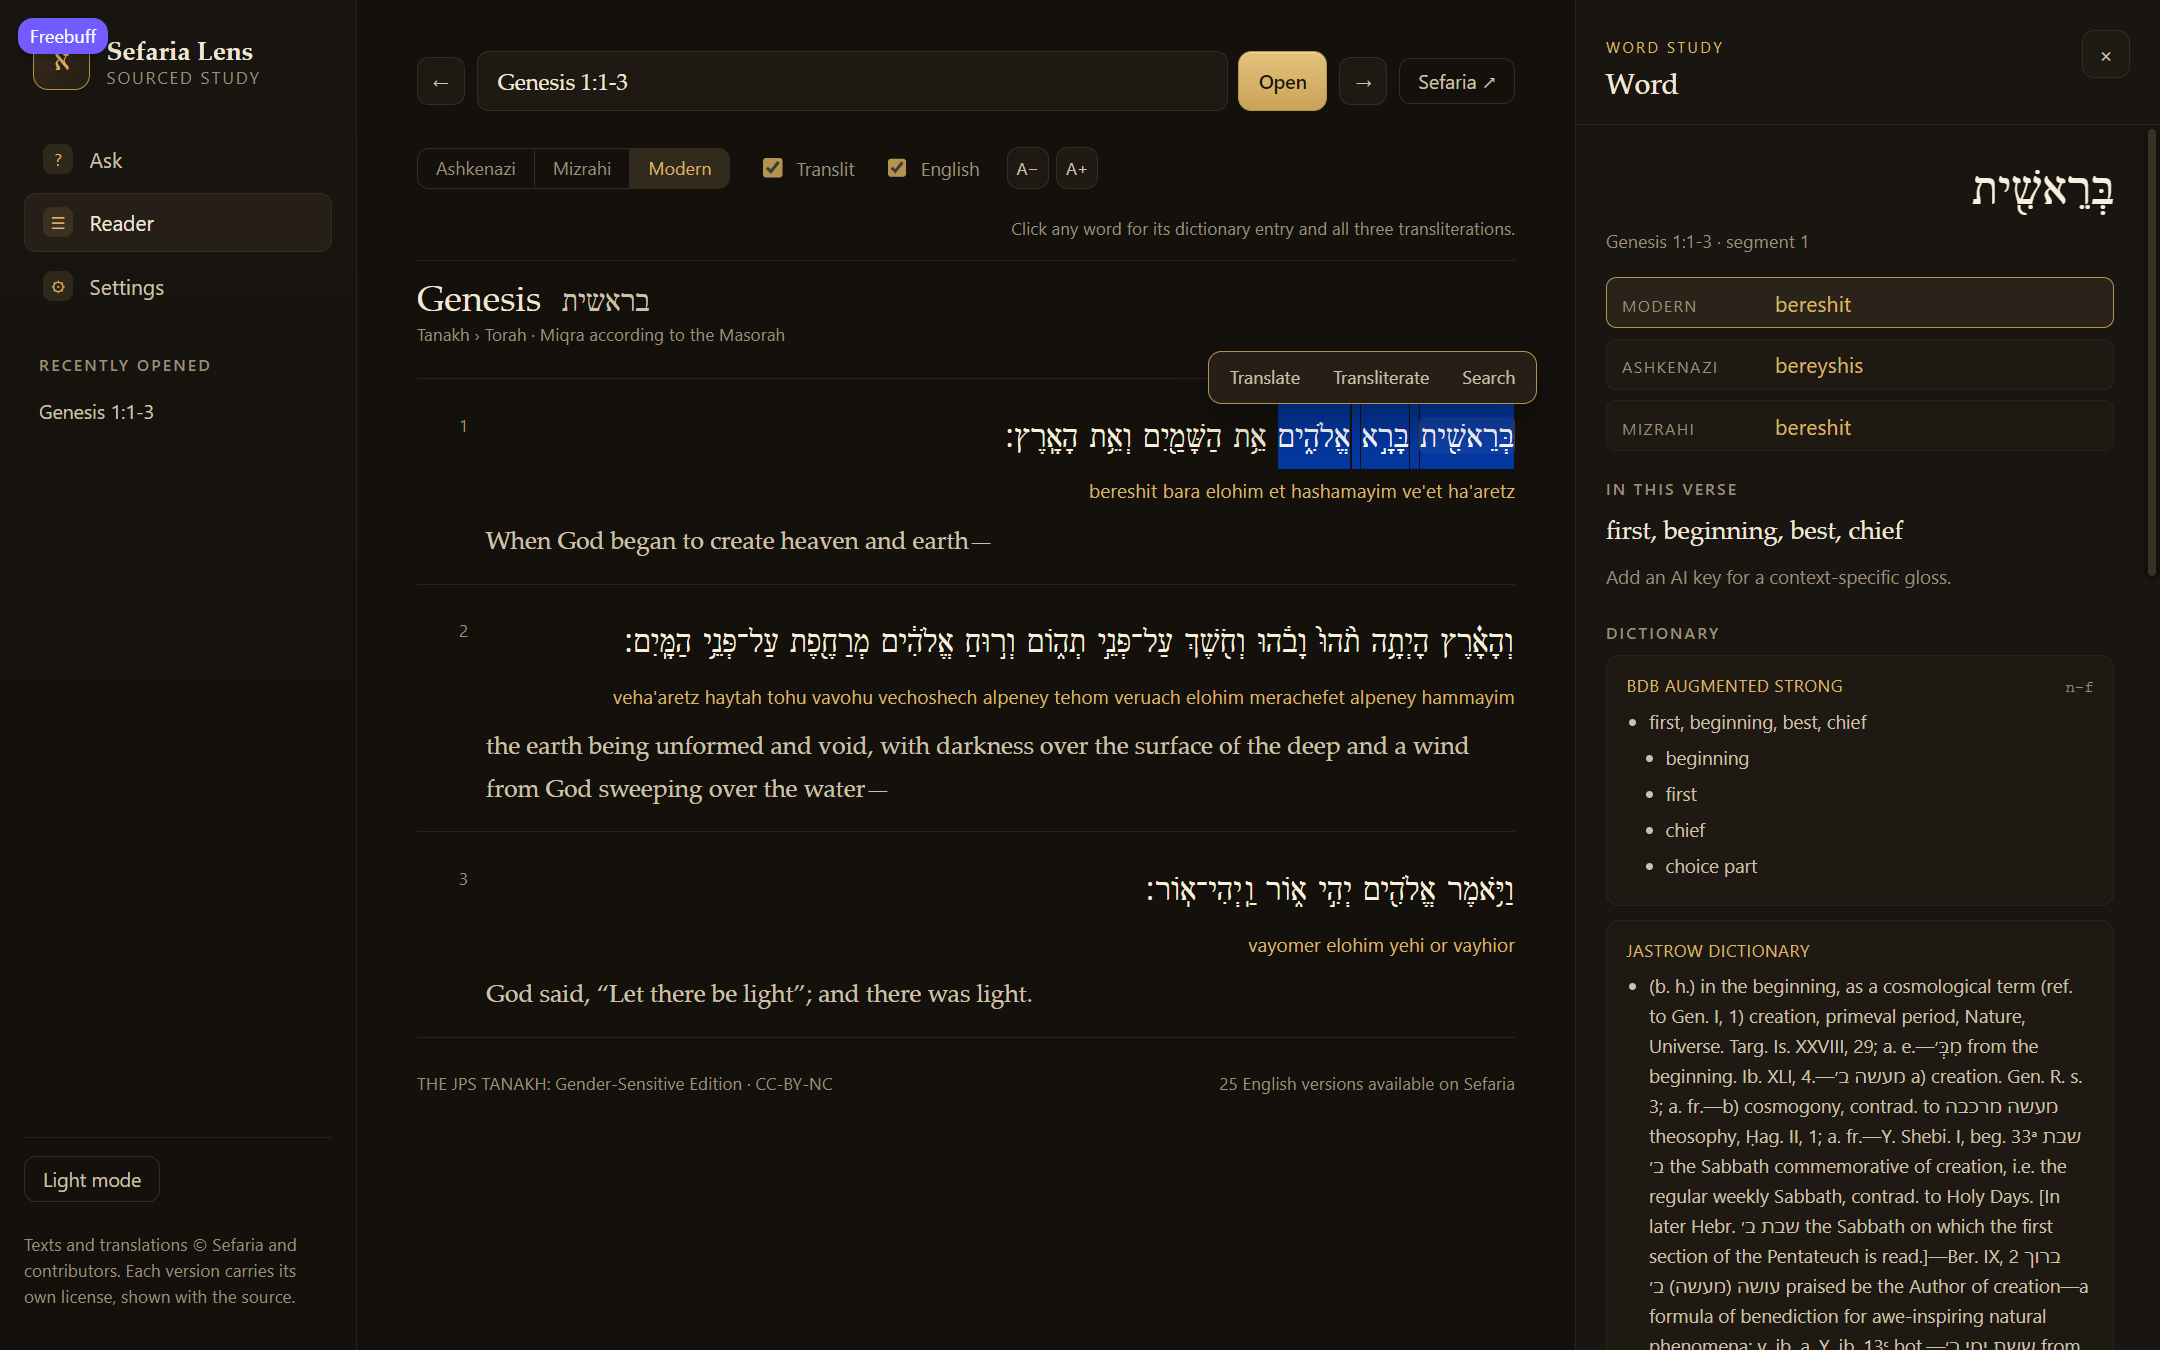 Freebuff
א
Sefaria Lens
SOURCED STUDY
? Ask
☰ Reader
⚙ Settings
RECENTLY OPENED
Genesis 1:1-3
Light mode
Texts and translations © Sefaria and
contributors. Each version carries its
own license, shown with the source.
← Genesis 1:1-3 Open → Sefaria ↗
Ashkenazi Mizrahi Modern Translit English A− A+
Click any word for its dictionary entry and all three transliterations.
Genesis בראשית
Tanakh › Torah · Miqra according to the Masorah
Translate Transliterate Search
1
בְּרֵאשִׁ֖ית בָּרָ֣א אֱלֹהִ֑ים אֵ֥ת הַשָּׁמַ֖יִם וְאֵ֥ת הָאָֽרֶץ׃
bereshit bara elohim et hashamayim ve'et ha'aretz
When God began to create heaven and earth—
2
וְהָאָ֗רֶץ הָיְתָ֥ה תֹ֙הוּ֙ וָבֹ֔הוּ וְחֹ֖שֶׁךְ עַל־פְּנֵ֣י תְה֑וֹם וְר֣וּחַ אֱלֹהִ֔ים מְרַחֶ֖פֶת עַל־פְּנֵ֥י הַמָּֽיִם׃
veha'aretz haytah tohu vavohu vechoshech alpeney tehom veruach elohim merachefet alpeney hammayim
the earth being unformed and void, with darkness over the surface of the deep and a wind
from God sweeping over the water—
3
וַיֹּ֥אמֶר אֱלֹהִ֖ים יְהִ֣י א֑וֹר וַֽיְהִי־אֽוֹר׃
vayomer elohim yehi or vayhior
God said, “Let there be light”; and there was light.
THE JPS TANAKH: Gender-Sensitive Edition · CC-BY-NC
25 English versions available on Sefaria
WORD STUDY
Word
×
בְּרֵאשִׁ֖ית
Genesis 1:1-3 · segment 1
MODERN bereshit
ASHKENAZI bereyshis
MIZRAHI bereshit
IN THIS VERSE
first, beginning, best, chief
Add an AI key for a context-specific gloss.
DICTIONARY
BDB AUGMENTED STRONG n-f
• first, beginning, best, chief
• beginning
• first
• chief
• choice part
JASTROW DICTIONARY
• (b. h.) in the beginning, as a cosmological term (ref.
to Gen. I, 1) creation, primeval period, Nature,
Universe. Targ. Is. XXVIII, 29; a. e.—מִבְּ׳ from the
beginning. Ib. XLI, 4.—מעשה ב׳ a) creation. Gen. R. s.
3; a. fr.—b) cosmogony, contrad. to מעשה מרכבה
theosophy, Ḥag. II, 1; a. fr.—Y. Shebi. I, beg. 33ᵃ שבת
ב׳ the Sabbath commemorative of creation, i.e. the
regular weekly Sabbath, contrad. to Holy Days. [In
later Hebr. שבת ב׳ the Sabbath on which the first
section of the Pentateuch is read.]—Ber. IX, 2 ברוך
עושה (מעשה) ב׳ praised be the Author of creation—a
formula of benediction for awe-inspiring natural
phenomena; v. ib. a. Y. ib. 13ᶜ bot.—ששת ימי ב׳ from